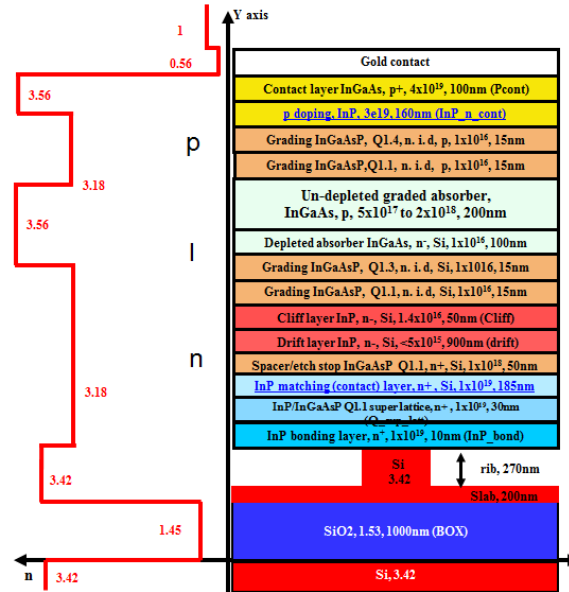 Y axis
1
0.56
3.56
3.18
3.56
3.18
3.42
1.45
n
3.42
p
I
n
Gold contact
Contact layer InGaAs, p+, 4x10¹⁹, 100nm (Pcont)
p doping, InP, 3e19, 160nm (InP_n_cont)
Grading InGaAsP, Q1.4, n. i. d, p, 1x10¹⁶, 15nm
Grading InGaAsP,Q1.1, n. i. d, p, 1x10¹⁶, 15nm
Un-depleted graded absorber,
InGaAs, p, 5x10¹⁷ to 2x10¹⁸, 200nm
Depleted absorber InGaAs, n⁻, Si, 1x10¹⁶, 100nm
Grading InGaAsP, Q1.3, n. i. d, Si, 1x1016, 15nm
Grading InGaAsP, Q1.1, n. i. d, Si, 1x10¹⁶, 15nm
Cliff layer InP, n-, Si, 1.4x10¹⁶, 50nm (Cliff)
Drift layer InP, n-, Si, <5x10¹⁵, 900nm (drift)
Spacer/etch stop InGaAsP Q1.1, n+, Si, 1x10¹⁸, 50nm
InP matching (contact) layer, n+, Si, 1x10¹⁹, 185nm
InP/InGaAsP Q1.1 super lattice, n+, 1x10¹⁹, 30nm
InP bonding layer, n⁺, 1x10¹⁹, 10nm (InP_bond)
Si
3.42
rib, 270nm
Slab, 200nm
SiO2, 1.53, 1000nm (BOX)
Si, 3.42